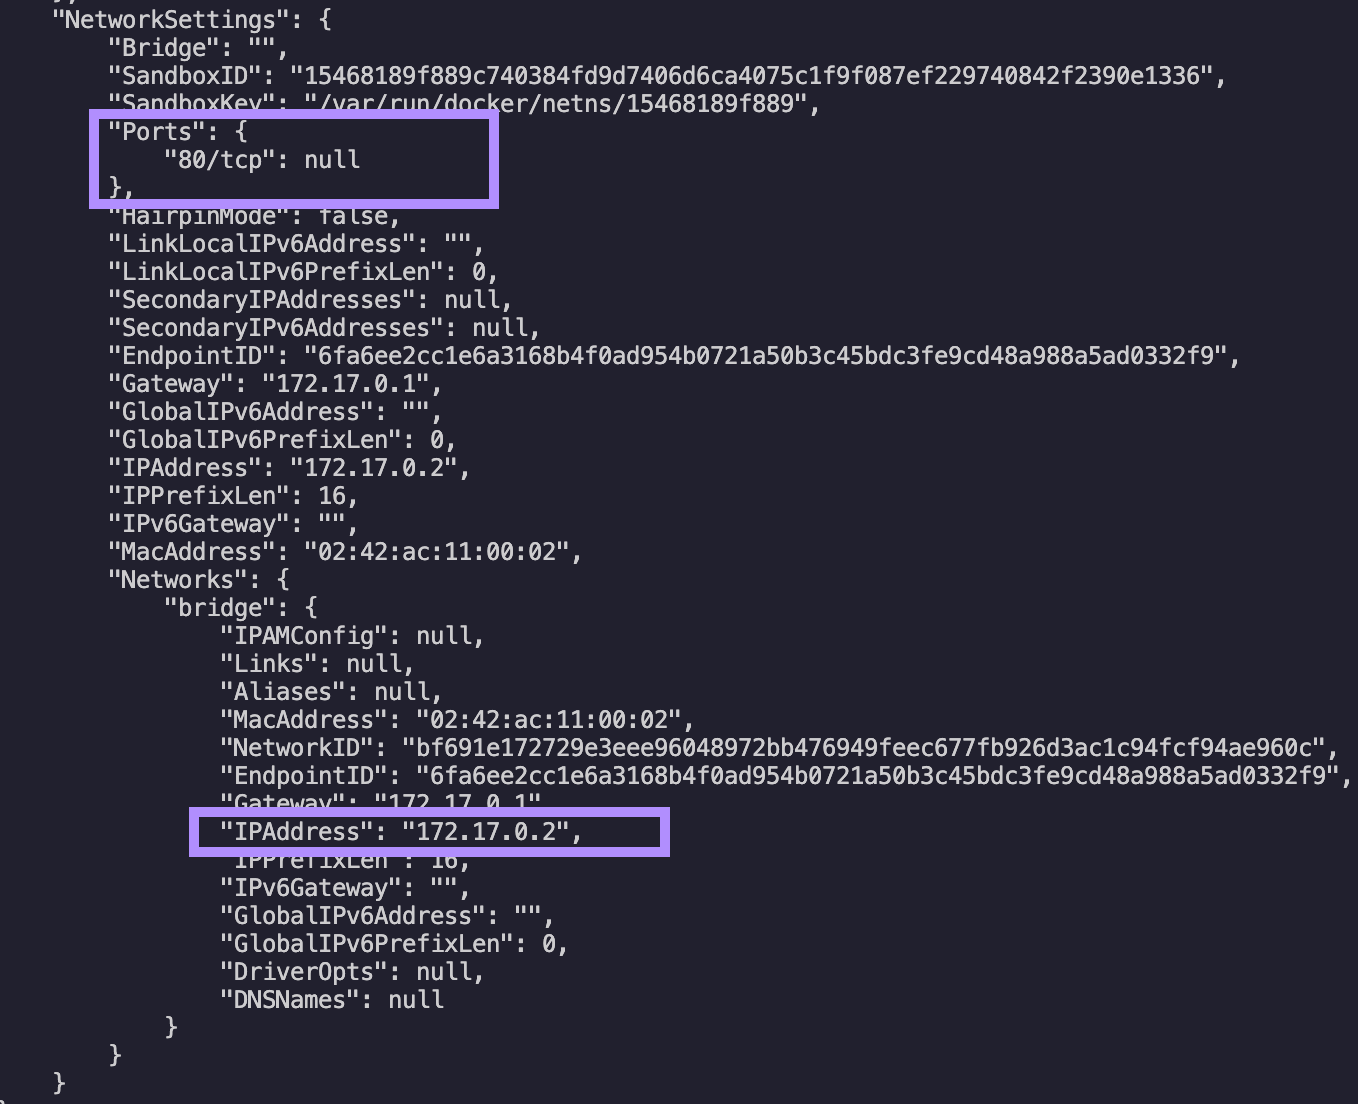 "NetworkSettings": {
"Bridge": "",
"SandboxID": "15468189f889c740384fd9d7406d6ca4075c1f9f087ef229740842f2390e1336",
"SandboxKey": "/var/run/docker/netns/15468189f889",
"Ports": {
"80/tcp": null
},
"HairpinMode": false,
"LinkLocalIPv6Address": "",
"LinkLocalIPv6PrefixLen": 0,
"SecondaryIPAddresses": null,
"SecondaryIPv6Addresses": null,
"EndpointID": "6fa6ee2cc1e6a3168b4f0ad954b0721a50b3c45bdc3fe9cd48a988a5ad0332f9",
"Gateway": "172.17.0.1",
"GlobalIPv6Address": "",
"GlobalIPv6PrefixLen": 0,
"IPAddress": "172.17.0.2",
"IPPrefixLen": 16,
"IPv6Gateway": "",
"MacAddress": "02:42:ac:11:00:02",
"Networks": {
"bridge": {
"IPAMConfig": null,
"Links": null,
"Aliases": null,
"MacAddress": "02:42:ac:11:00:02",
"NetworkID": "bf691e172729e3eee96048972bb476949feec677fb926d3ac1c94fcf94ae960c",
"EndpointID": "6fa6ee2cc1e6a3168b4f0ad954b0721a50b3c45bdc3fe9cd48a988a5ad0332f9",
"Gateway": "172.17.0.1"
"IPAddress": "172.17.0.2",
"IPPrefixLen": 16,
"IPv6Gateway": "",
"GlobalIPv6Address": "",
"GlobalIPv6PrefixLen": 0,
"DriverOpts": null,
"DNSNames": null
}
}
}